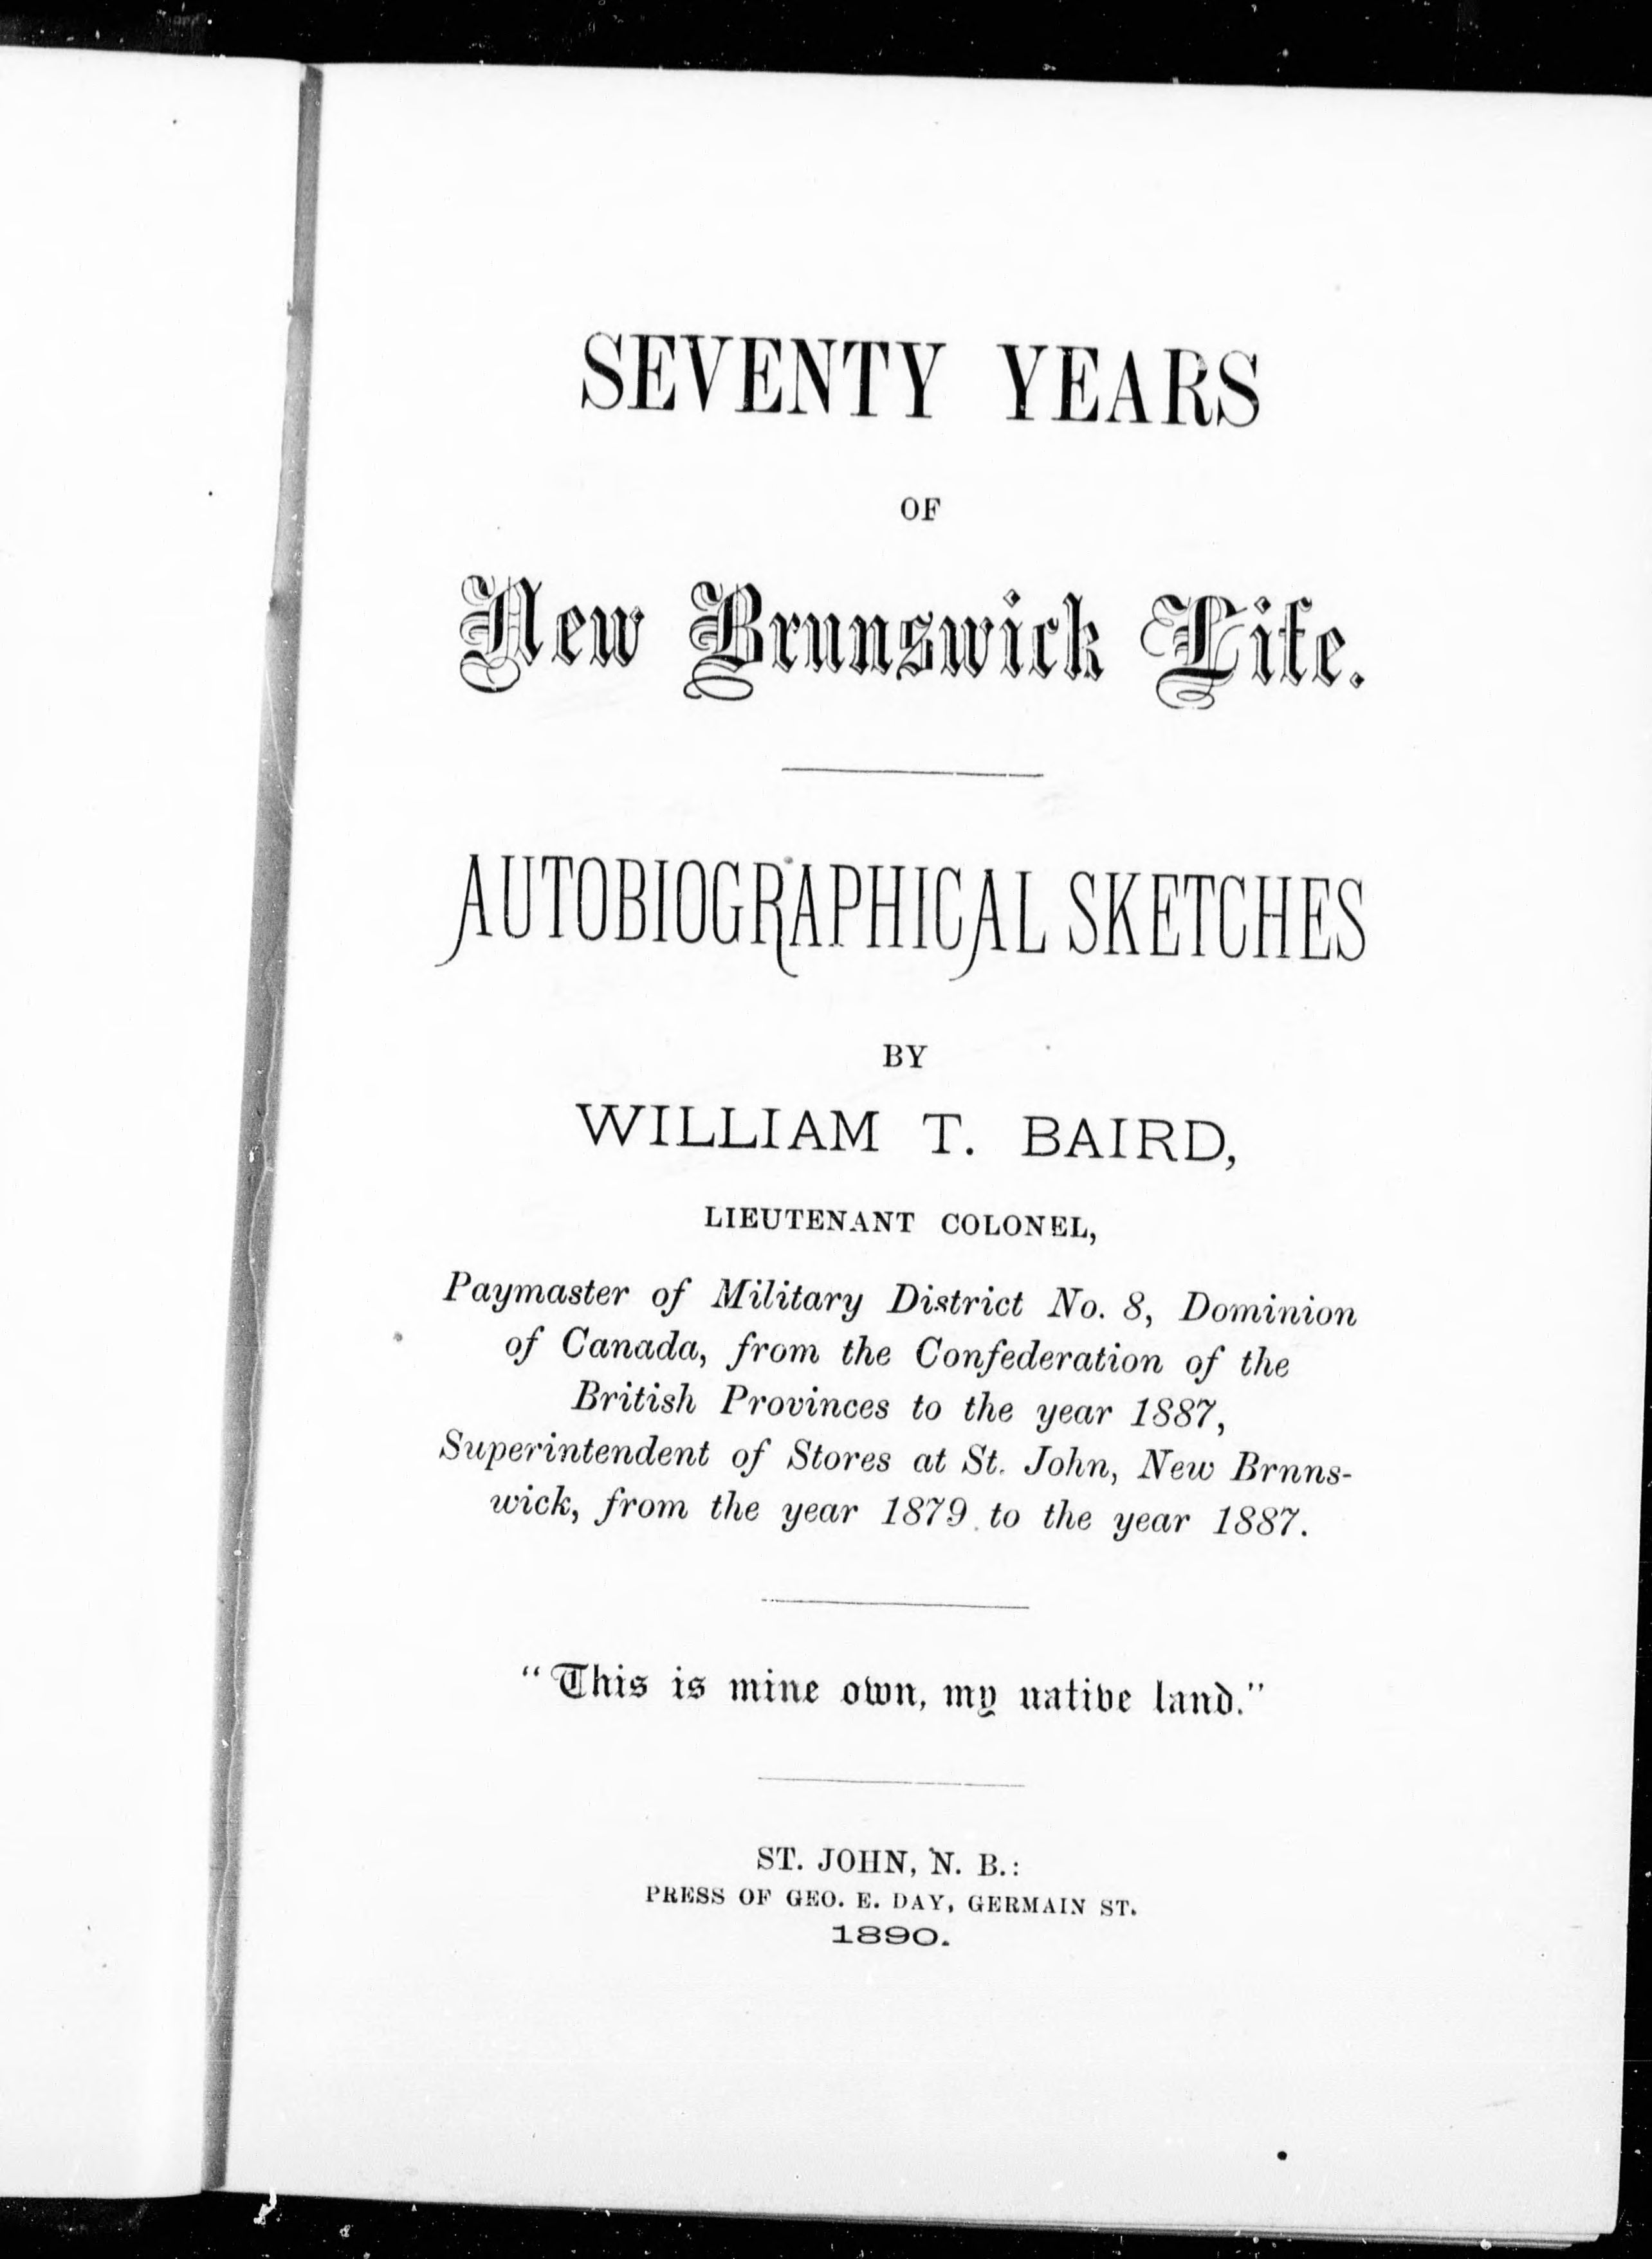 SEVENTY YEARS
OF
New Brunswick Life.
AUTOBIOGRAPHICAL SKETCHES
BY
WILLIAM T. BAIRD,
LIEUTENANT COLONEL,
Paymaster of Military District No. 8, Dominion
of Canada, from the Confederation of the
British Provinces to the year 1887,
Superintendent of Stores at St. John, New Brnns-
wick, from the year 1879 to the year 1887.
"This is mine own, my native land."
ST. JOHN, N. B.:
PRESS OF GEO. E. DAY, GERMAIN ST.
1890.